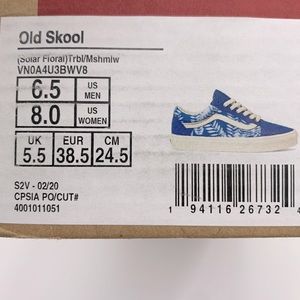 Old Skool
(Solar Floral)Trbl/Mshmlw
VN0A4U3BWV8
6.5 US MEN
8.0 US WOMEN
UK EUR CM
5.5 38.5 24.5
S2V - 02/20
CPSIA PO/CUT#
4001011051
1 94116 26732 4